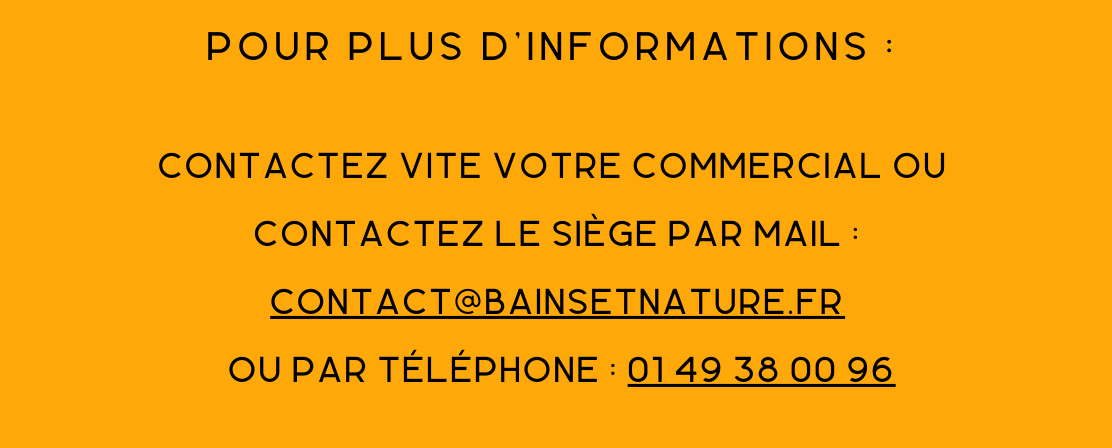 POUR PLUS D'INFORMATIONS :
CONTACTEZ VITE VOTRE COMMERCIAL OU
CONTACTEZ LE SIÈGE PAR MAIL :
CONTACT@BAINSETNATURE.FR
OU PAR TÉLÉPHONE : 01 49 38 00 96